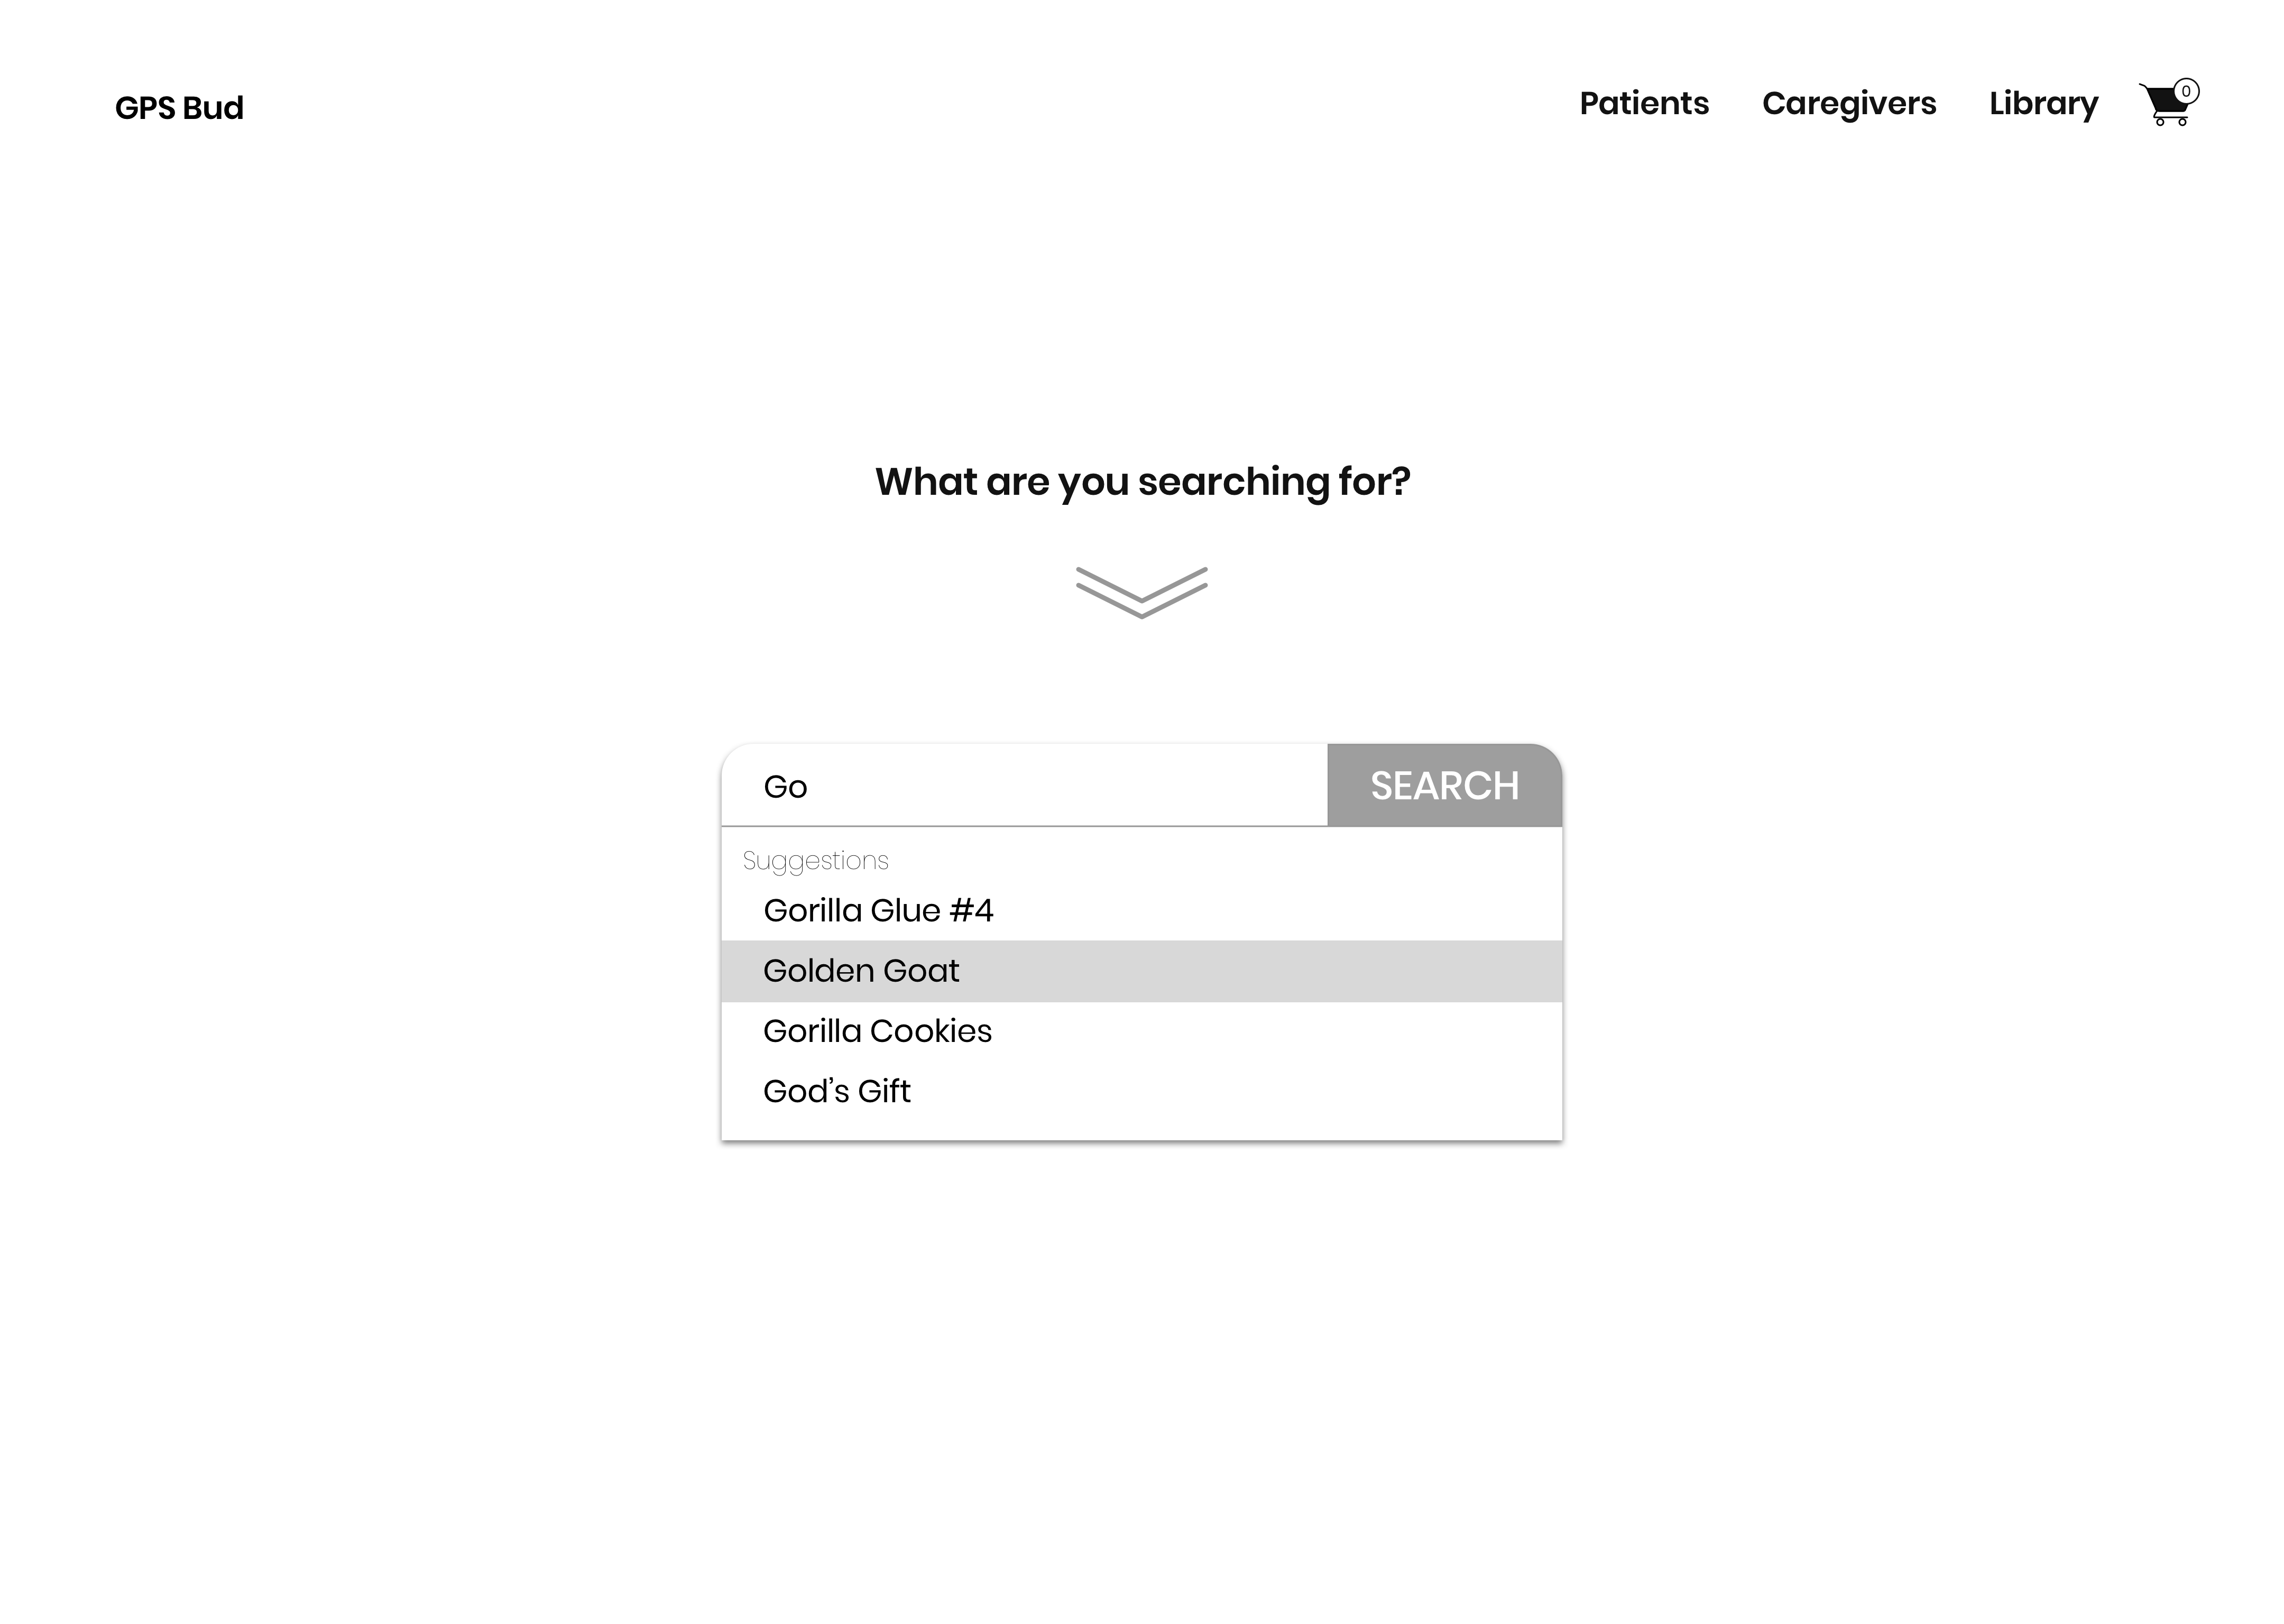 GPS Bud
Patients Caregivers Library 0
What are you searching for?
Go SEARCH
Suggestions
Gorilla Glue #4
Golden Goat
Gorilla Cookies
God’s Gift